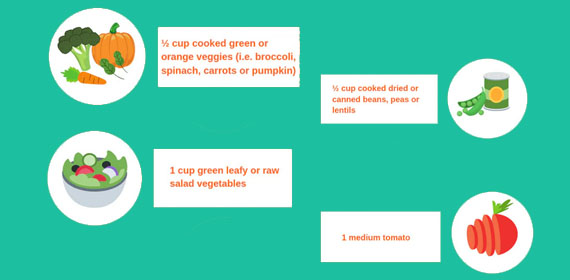 ½ cup cooked green or
orange veggies (i.e. broccoli,
spinach, carrots or pumpkin)
½ cup cooked dried or
canned beans, peas or
lentils
1 cup green leafy or raw
salad vegetables
1 medium tomato